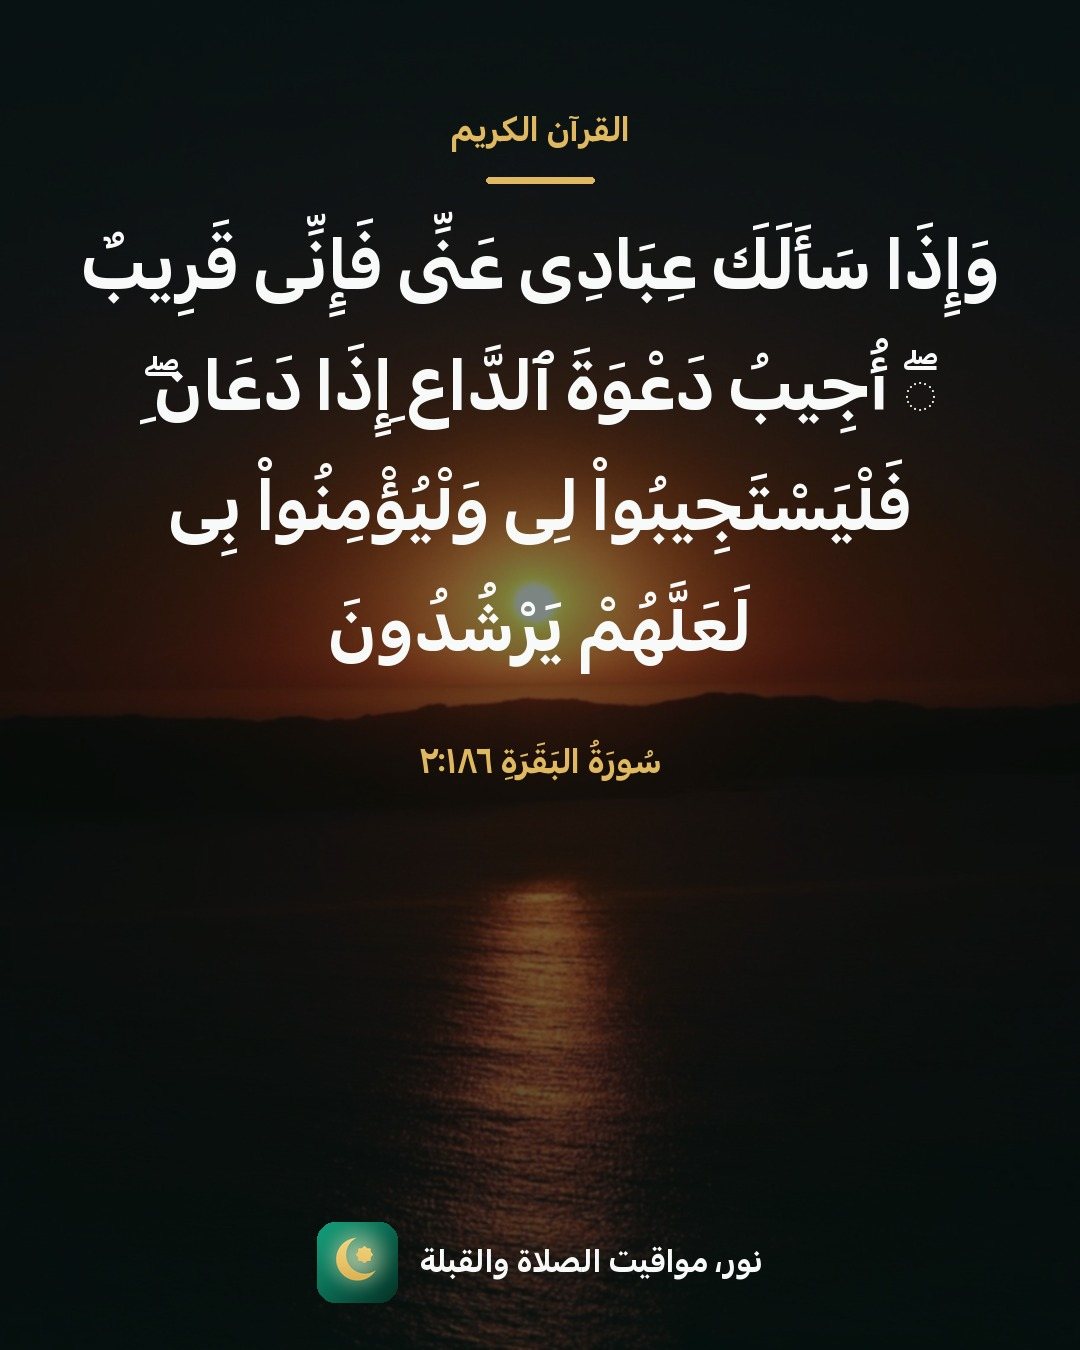 القرآن الكريم
وَإِذَا سَأَلَكَ عِبَادِى عَنِّى فَإِنِّى قَرِيبٌ
ۖ أُجِيبُ دَعْوَةَ ٱلدَّاعِ إِذَا دَعَانِ ۖ
فَلْيَسْتَجِيبُوا۟ لِى وَلْيُؤْمِنُوا۟ بِى
لَعَلَّهُمْ يَرْشُدُونَ
سُورَةُ البَقَرَةِ ٢:١٨٦
نور، مواقيت الصلاة والقبلة